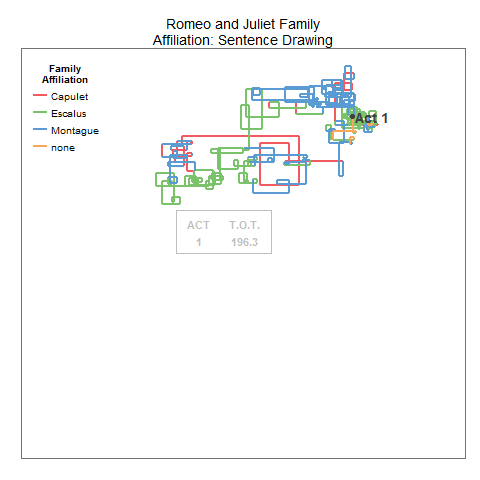 Romeo and Juliet Family
Affiliation: Sentence Drawing
Family
Affiliation
Capulet
Escalus
Montague
none
Act 1
ACT T.O.T.
1 196.3